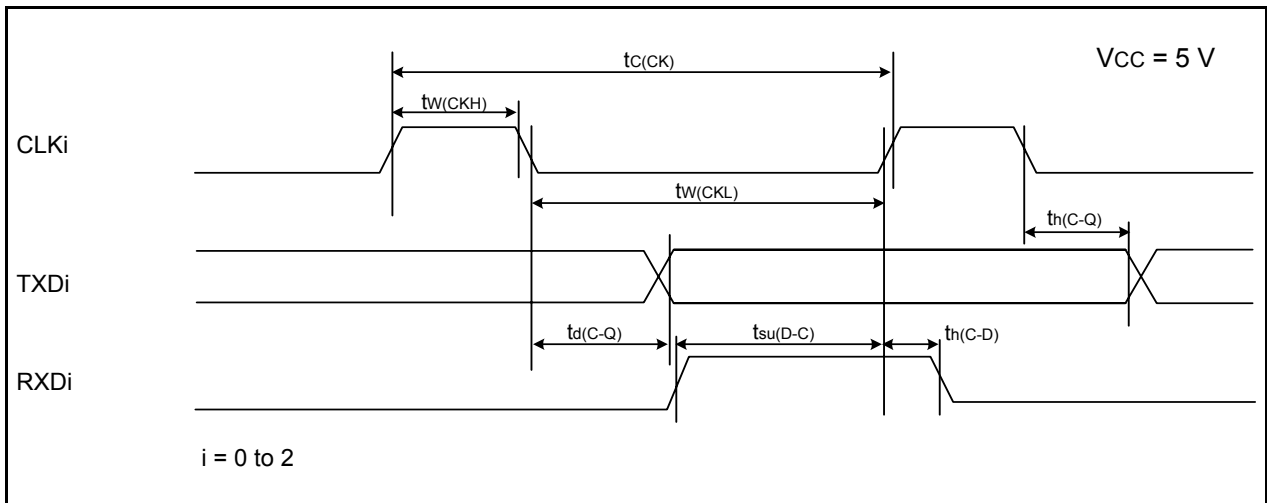 tC(CK)
VCC = 5 V
tW(CKH)
CLKi
tW(CKL)
th(C-Q)
TXDi
td(C-Q)
tsu(D-C)
th(C-D)
RXDi
i = 0 to 2